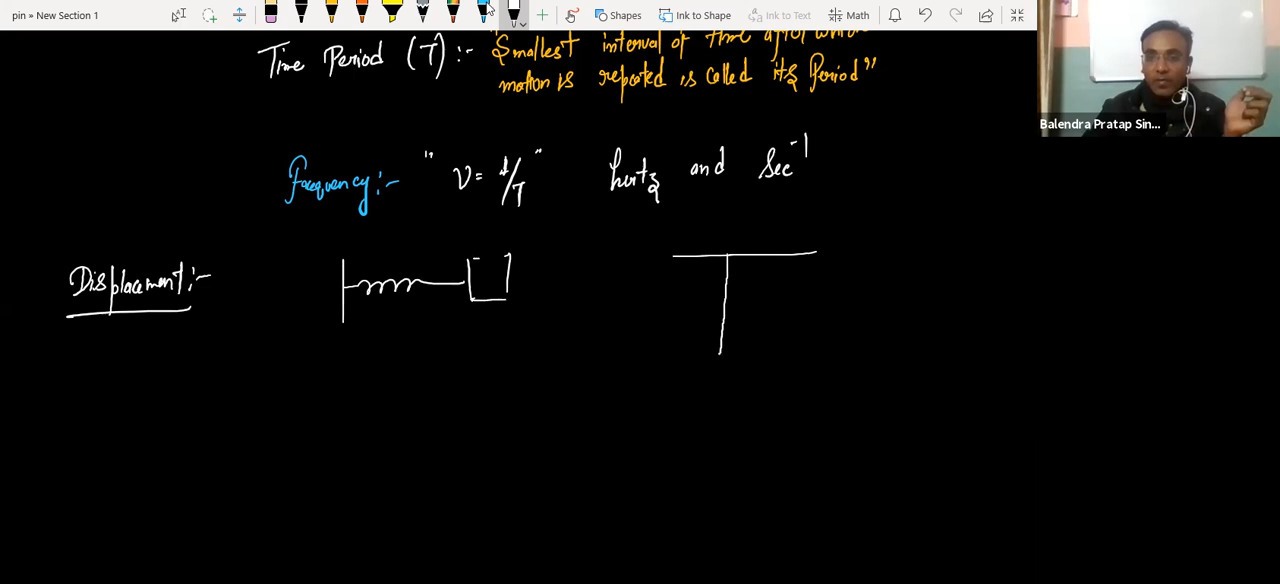 pin » New Section 1
Shapes Ink to Shape Ink to Text Math
Time Period (T) :- "Smallest interval of time after which
motion is repeated is called its Period"
Frequency :- " ν = 1/T " hertz and Sec⁻¹
Displacement :-
Balendra Pratap Sin...